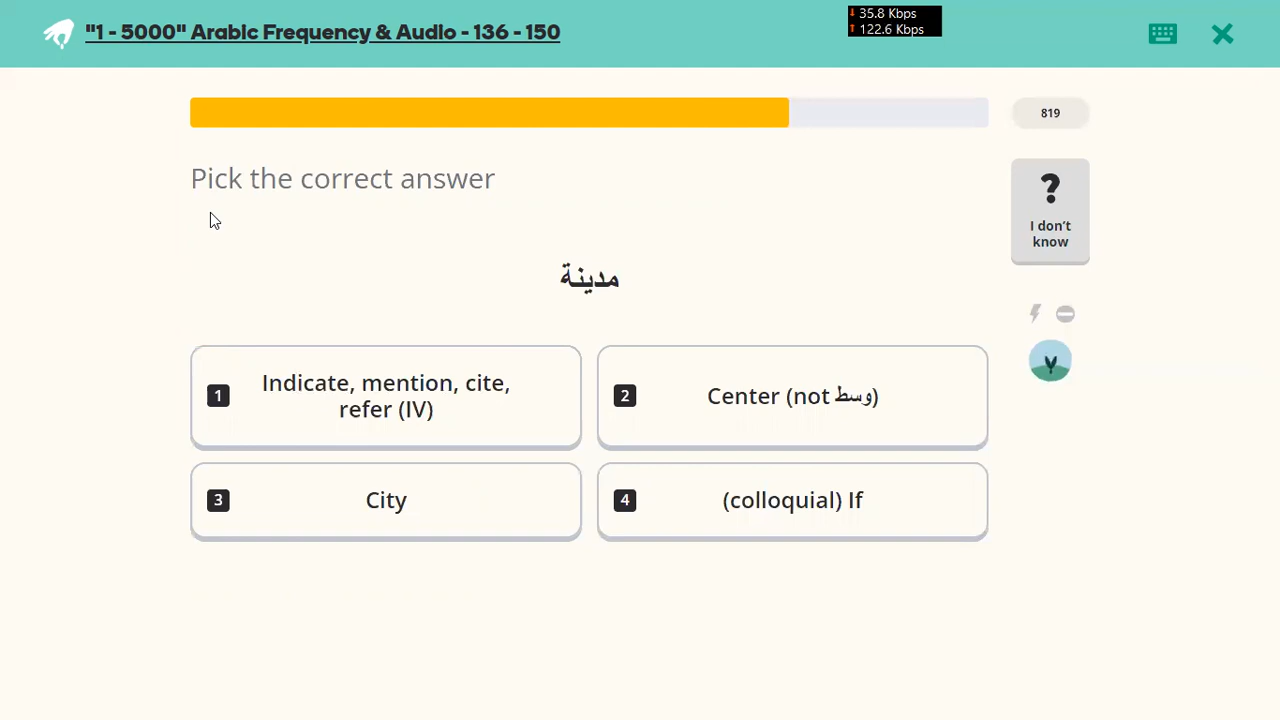 "1 - 5000" Arabic Frequency & Audio - 136 - 150
↓ 35.8 Kbps
↑ 122.6 Kbps
819
Pick the correct answer
?
I don't
know
مدينة
1 Indicate, mention, cite,
refer (IV)
2 Center (not وسط)
3 City
4 (colloquial) If